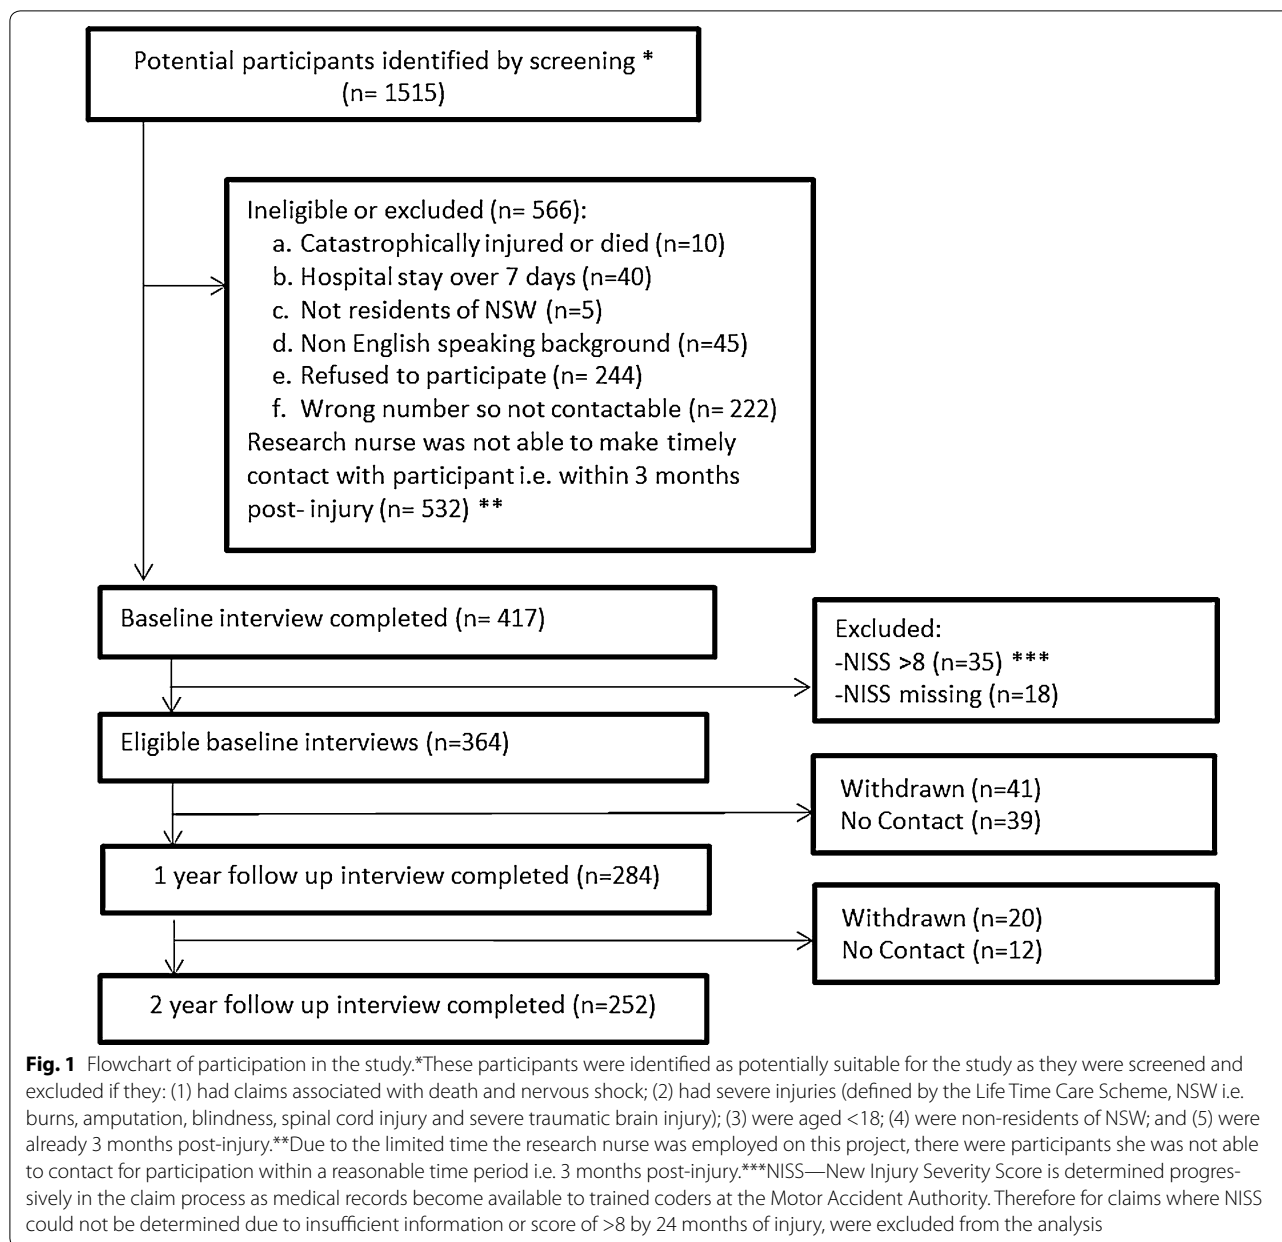 Potential participants identified by screening *
(n= 1515)
Ineligible or excluded (n= 566):
a. Catastrophically injured or died (n=10)
b. Hospital stay over 7 days (n=40)
c. Not residents of NSW (n=5)
d. Non English speaking background (n=45)
e. Refused to participate (n= 244)
f. Wrong number so not contactable (n= 222)
Research nurse was not able to make timely
contact with participant i.e. within 3 months
post- injury (n= 532) **
Baseline interview completed (n= 417)
Excluded:
-NISS >8 (n=35) ***
-NISS missing (n=18)
Eligible baseline interviews (n=364)
Withdrawn (n=41)
No Contact (n=39)
1 year follow up interview completed (n=284)
Withdrawn (n=20)
No Contact (n=12)
2 year follow up interview completed (n=252)
Fig. 1 Flowchart of participation in the study.*These participants were identified as potentially suitable for the study as they were screened and
excluded if they: (1) had claims associated with death and nervous shock; (2) had severe injuries (defined by the Life Time Care Scheme, NSW i.e.
burns, amputation, blindness, spinal cord injury and severe traumatic brain injury); (3) were aged <18; (4) were non-residents of NSW; and (5) were
already 3 months post-injury.**Due to the limited time the research nurse was employed on this project, there were participants she was not able
to contact for participation within a reasonable time period i.e. 3 months post-injury.***NISS—New Injury Severity Score is determined progres-
sively in the claim process as medical records become available to trained coders at the Motor Accident Authority. Therefore for claims where NISS
could not be determined due to insufficient information or score of >8 by 24 months of injury, were excluded from the analysis